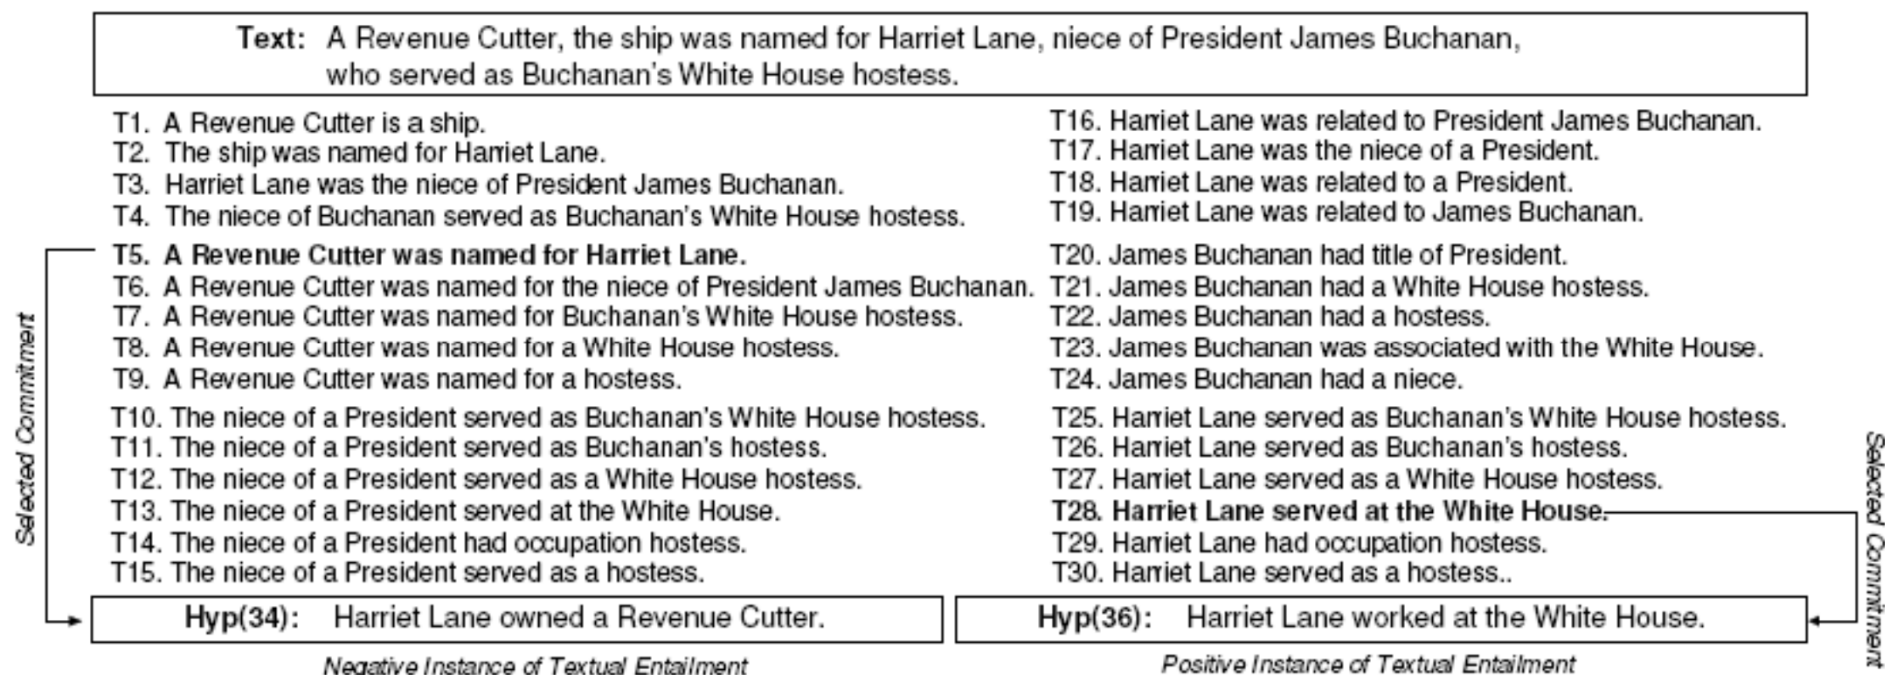 Text: A Revenue Cutter, the ship was named for Harriet Lane, niece of President James Buchanan,
who served as Buchanan's White House hostess.
T1. A Revenue Cutter is a ship.
T2. The ship was named for Harriet Lane.
T3. Harriet Lane was the niece of President James Buchanan.
T4. The niece of Buchanan served as Buchanan's White House hostess.
T5. A Revenue Cutter was named for Harriet Lane.
T6. A Revenue Cutter was named for the niece of President James Buchanan.
T7. A Revenue Cutter was named for Buchanan's White House hostess.
T8. A Revenue Cutter was named for a White House hostess.
T9. A Revenue Cutter was named for a hostess.
T10. The niece of a President served as Buchanan's White House hostess.
T11. The niece of a President served as Buchanan's hostess.
T12. The niece of a President served as a White House hostess.
T13. The niece of a President served at the White House.
T14. The niece of a President had occupation hostess.
T15. The niece of a President served as a hostess.
T16. Harriet Lane was related to President James Buchanan.
T17. Harriet Lane was the niece of a President.
T18. Harriet Lane was related to a President.
T19. Harriet Lane was related to James Buchanan.
T20. James Buchanan had title of President.
T21. James Buchanan had a White House hostess.
T22. James Buchanan had a hostess.
T23. James Buchanan was associated with the White House.
T24. James Buchanan had a niece.
T25. Harriet Lane served as Buchanan's White House hostess.
T26. Harriet Lane served as Buchanan's hostess.
T27. Harriet Lane served as a White House hostess.
T28. Harriet Lane served at the White House.
T29. Harriet Lane had occupation hostess.
T30. Harriet Lane served as a hostess..
Selected Commitment
Selected Commitment
Hyp(34): Harriet Lane owned a Revenue Cutter.
Hyp(36): Harriet Lane worked at the White House.
Negative Instance of Textual Entailment
Positive Instance of Textual Entailment